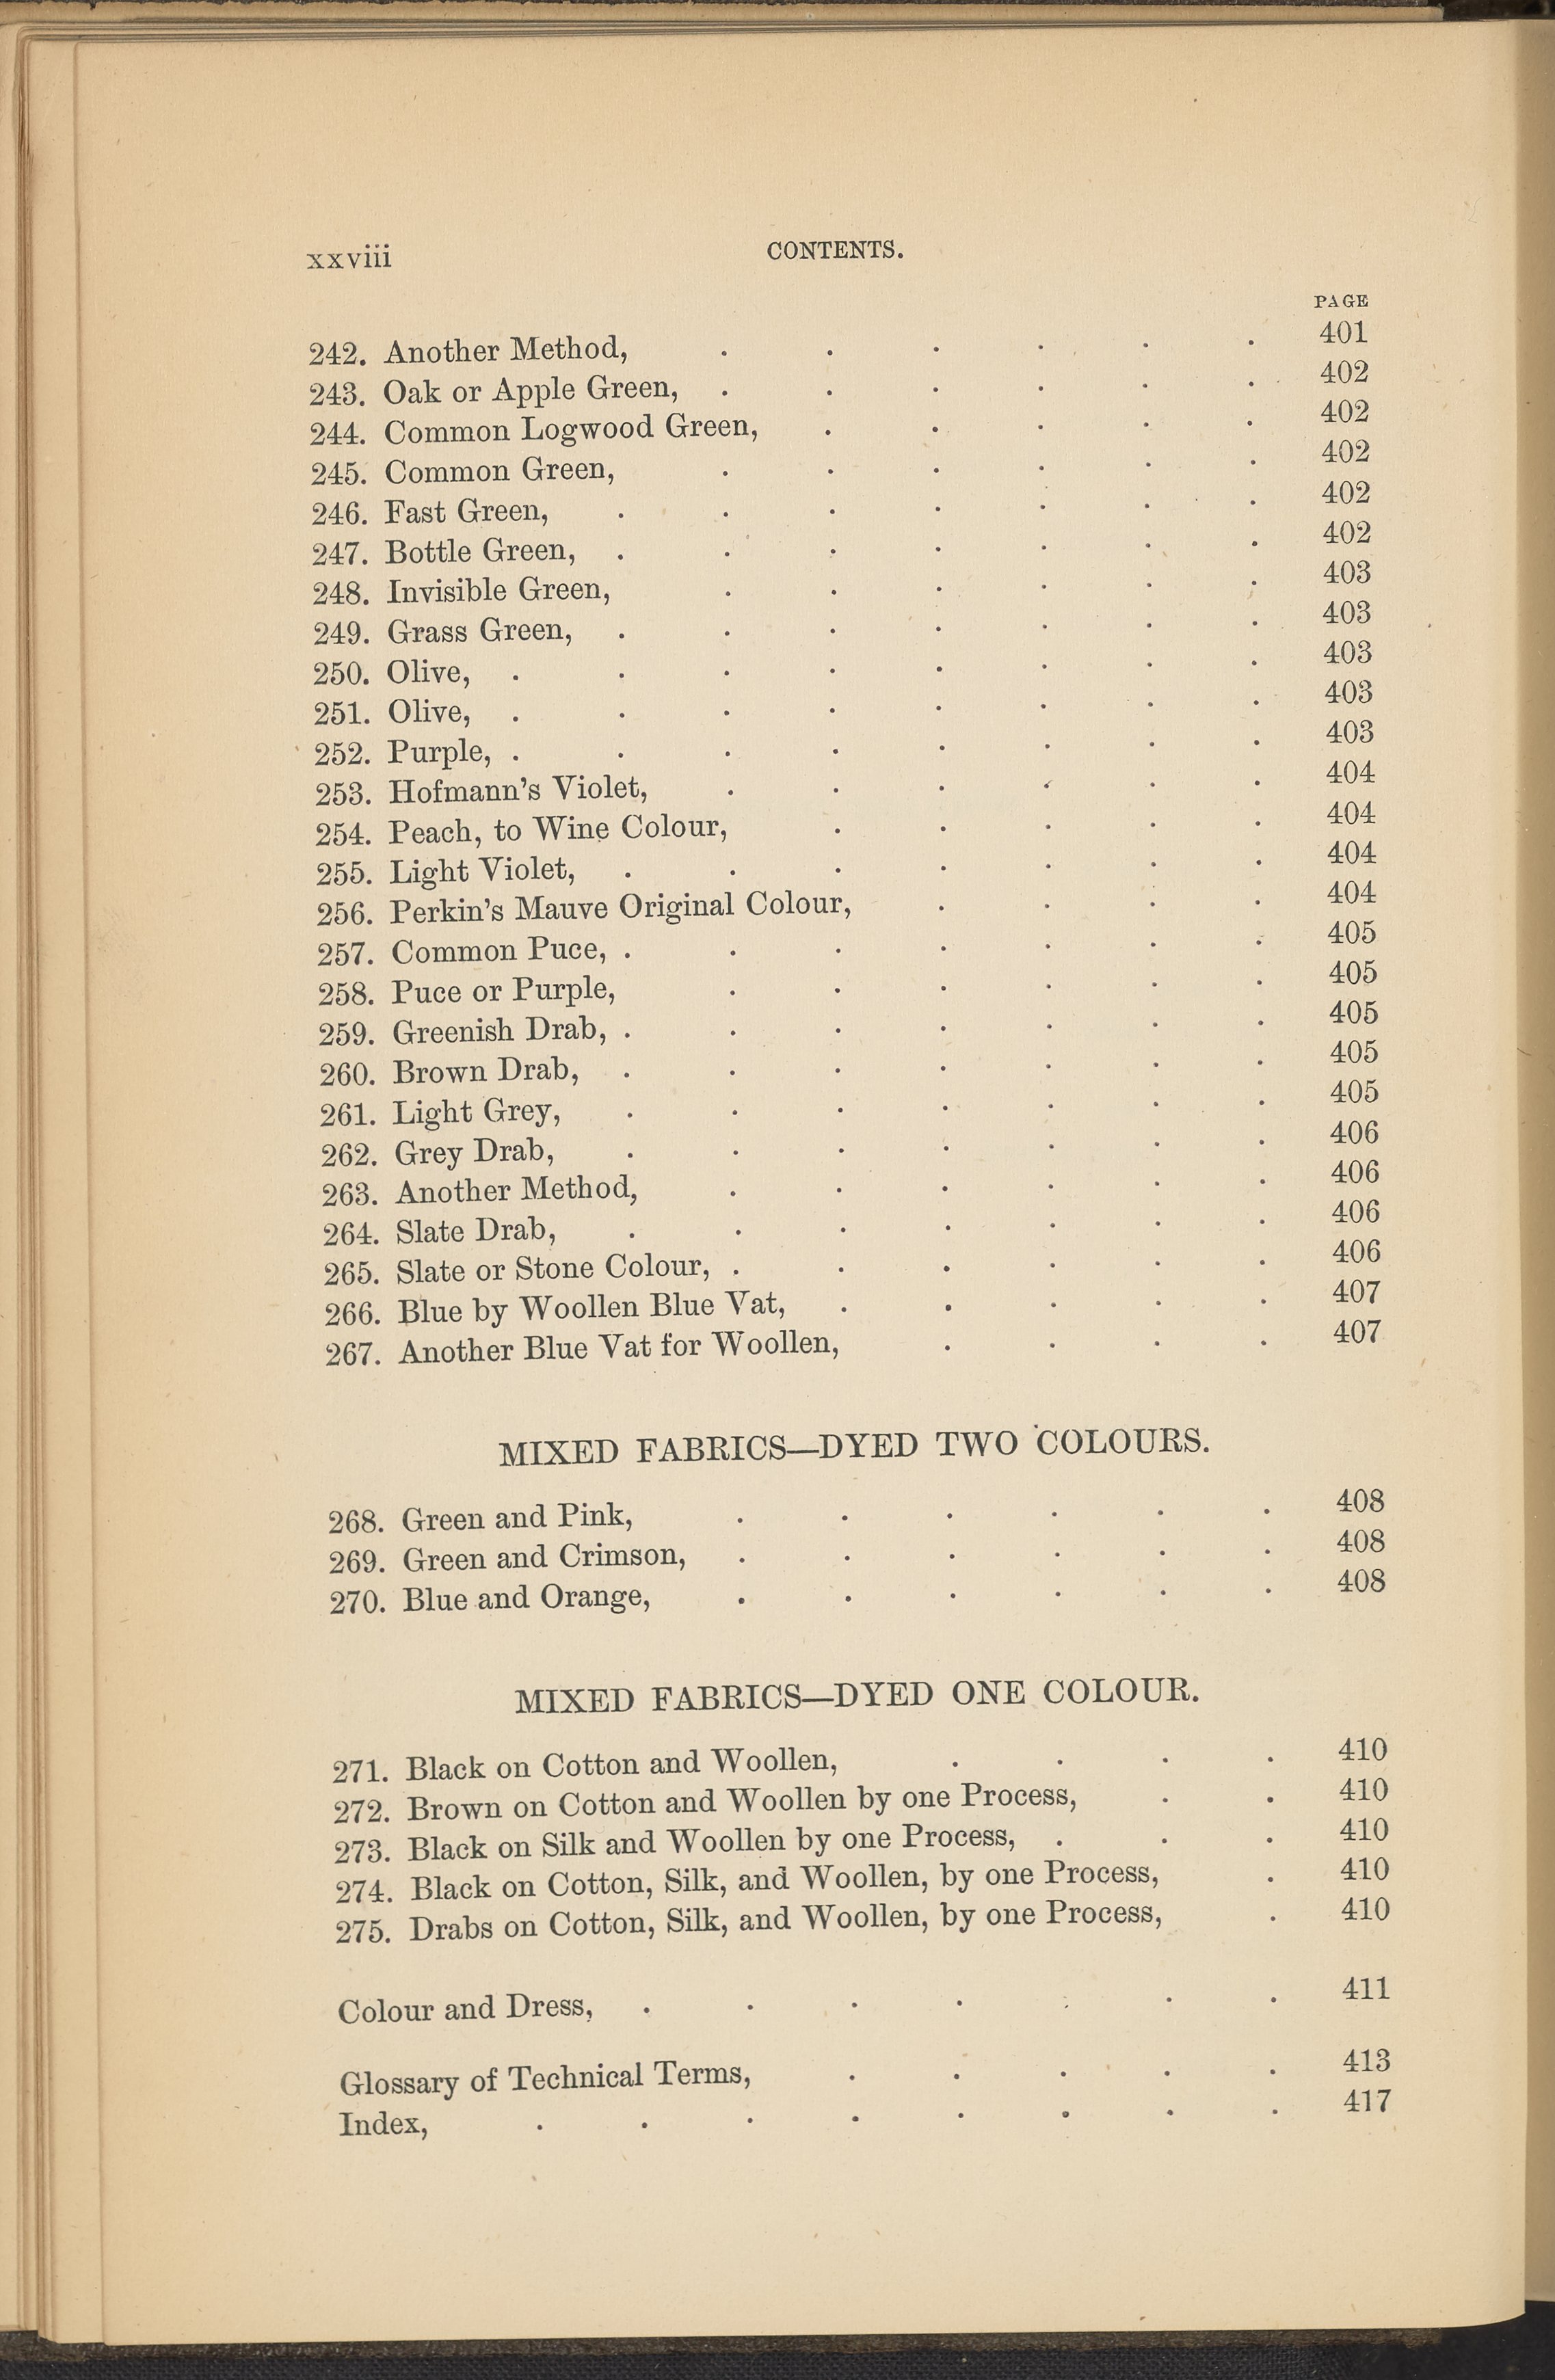 xxviii CONTENTS.
PAGE
242. Another Method, . . . . . . 401
243. Oak or Apple Green, . . . . . . 402
244. Common Logwood Green, . . . . . 402
245. Common Green, . . . . . . 402
246. Fast Green, . . . . . . . 402
247. Bottle Green, . . . . . . . 402
248. Invisible Green, . . . . . . 403
249. Grass Green, . . . . . . . 403
250. Olive, . . . . . . . . 403
251. Olive, . . . . . . . . 403
252. Purple, . . . . . . . . 403
253. Hofmann's Violet, . . . . . . 404
254. Peach, to Wine Colour, . . . . . 404
255. Light Violet, . . . . . . . 404
256. Perkin's Mauve Original Colour, . . . . 404
257. Common Puce, . . . . . . . 405
258. Puce or Purple, . . . . . . 405
259. Greenish Drab, . . . . . . . 405
260. Brown Drab, . . . . . . . 405
261. Light Grey, . . . . . . . 405
262. Grey Drab, . . . . . . . 406
263. Another Method, . . . . . . 406
264. Slate Drab, . . . . . . . 406
265. Slate or Stone Colour, . . . . . . 406
266. Blue by Woollen Blue Vat, . . . . . 407
267. Another Blue Vat for Woollen, . . . . 407
MIXED FABRICS—DYED TWO COLOURS.
268. Green and Pink, . . . . . . 408
269. Green and Crimson, . . . . . . 408
270. Blue and Orange, . . . . . . 408
MIXED FABRICS—DYED ONE COLOUR.
271. Black on Cotton and Woollen, . . . . 410
272. Brown on Cotton and Woollen by one Process, . . 410
273. Black on Silk and Woollen by one Process, . . . 410
274. Black on Cotton, Silk, and Woollen, by one Process, . 410
275. Drabs on Cotton, Silk, and Woollen, by one Process, . 410
Colour and Dress, . . . . . . . 411
Glossary of Technical Terms, . . . . . 413
Index, . . . . . . . . 417